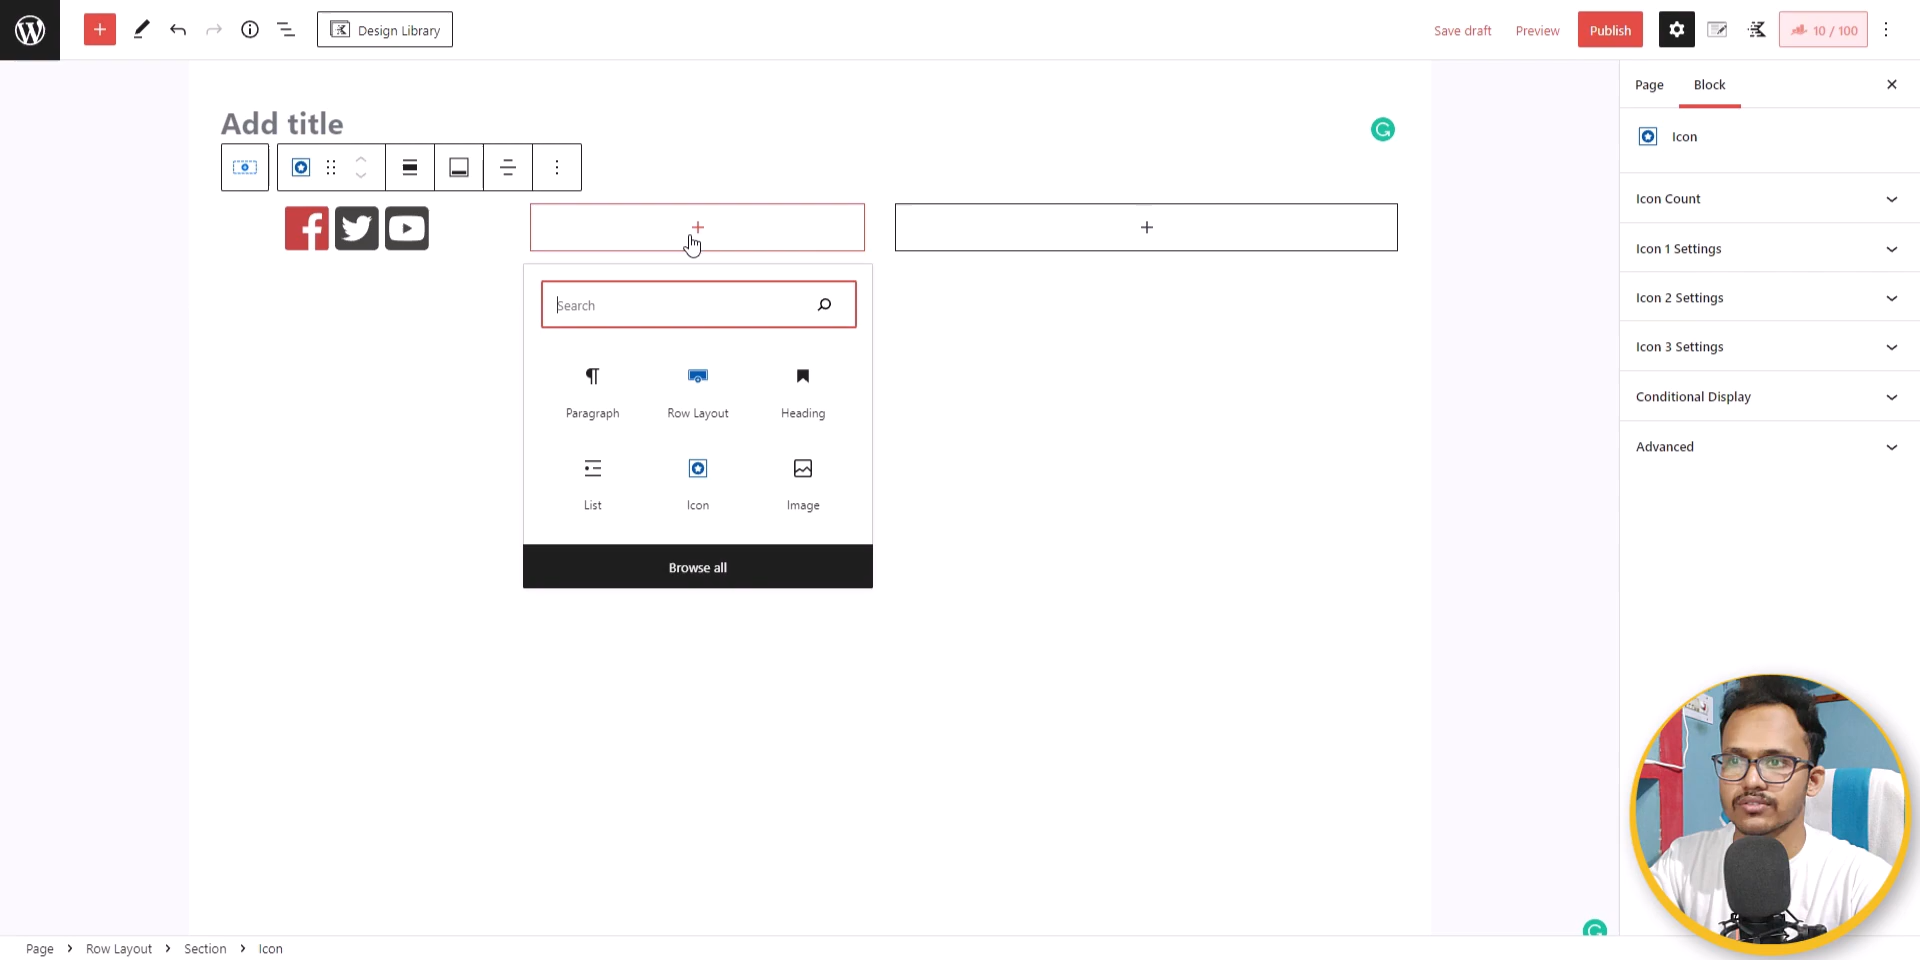 Design Library
Save draft
Preview
Publish
10 / 100
Page
Block
Add title
Icon
Icon Count
Icon 1 Settings
Icon 2 Settings
Icon 3 Settings
Conditional Display
Advanced
Search
Paragraph
Row Layout
Heading
List
Icon
Image
Browse all
Page
Row Layout
Section
Icon